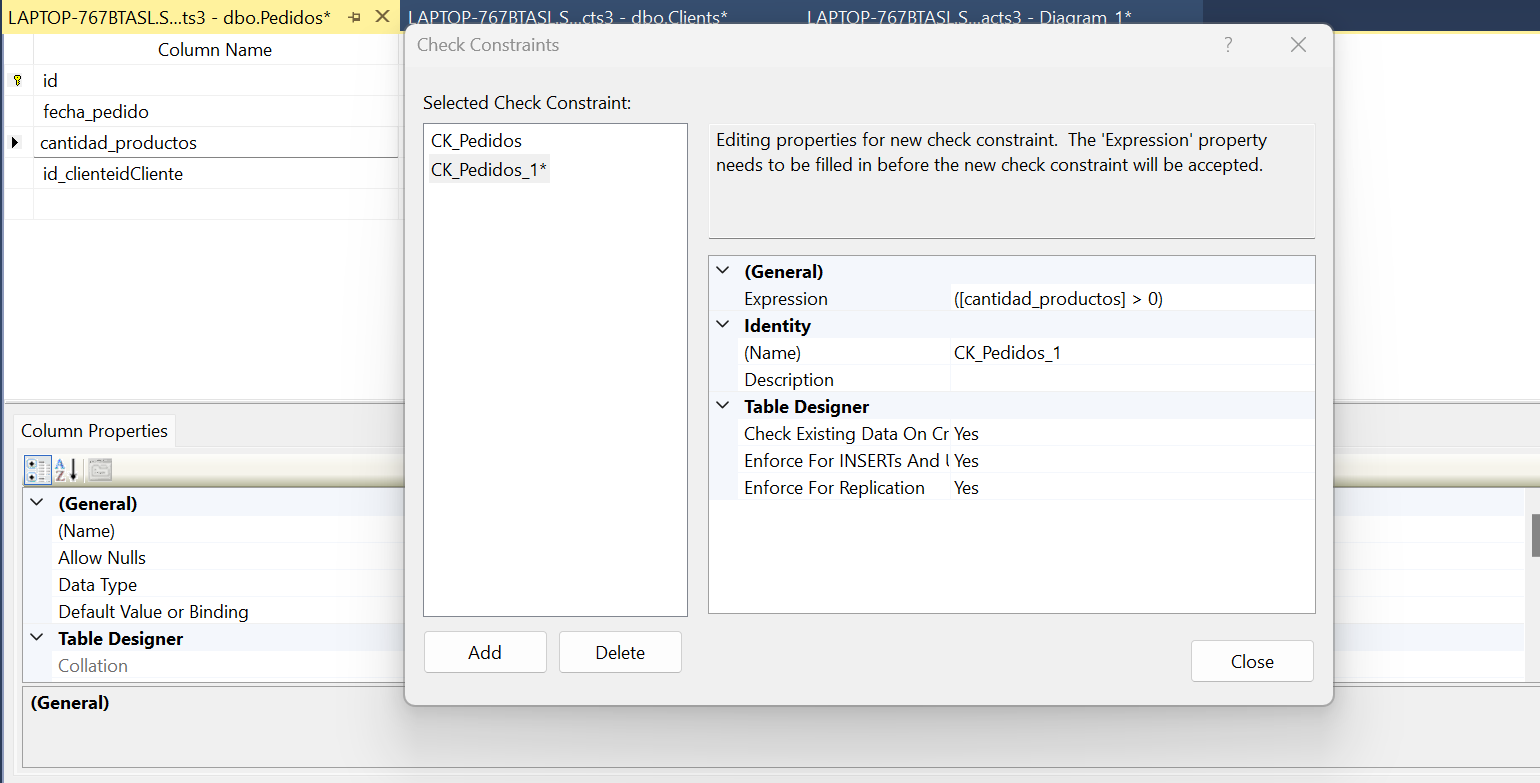 LAPTOP-767BTASL.S...ts3 - dbo.Pedidos*
LAPTOP-767BTASL.S...cts3 - dbo.Clients*
LAPTOP-767BTASL.S...acts3 - Diagram_1*
Column Name
id
fecha_pedido
cantidad_productos
id_clienteidCliente
Check Constraints
Selected Check Constraint:
CK_Pedidos
CK_Pedidos_1*
Editing properties for new check constraint. The 'Expression' property
needs to be filled in before the new check constraint will be accepted.
(General)
Expression ([cantidad_productos] > 0)
Identity
(Name) CK_Pedidos_1
Description
Table Designer
Check Existing Data On Cr Yes
Enforce For INSERTs And U Yes
Enforce For Replication Yes
Add
Delete
Close
Column Properties
(General)
(Name)
Allow Nulls
Data Type
Default Value or Binding
Table Designer
Collation
(General)